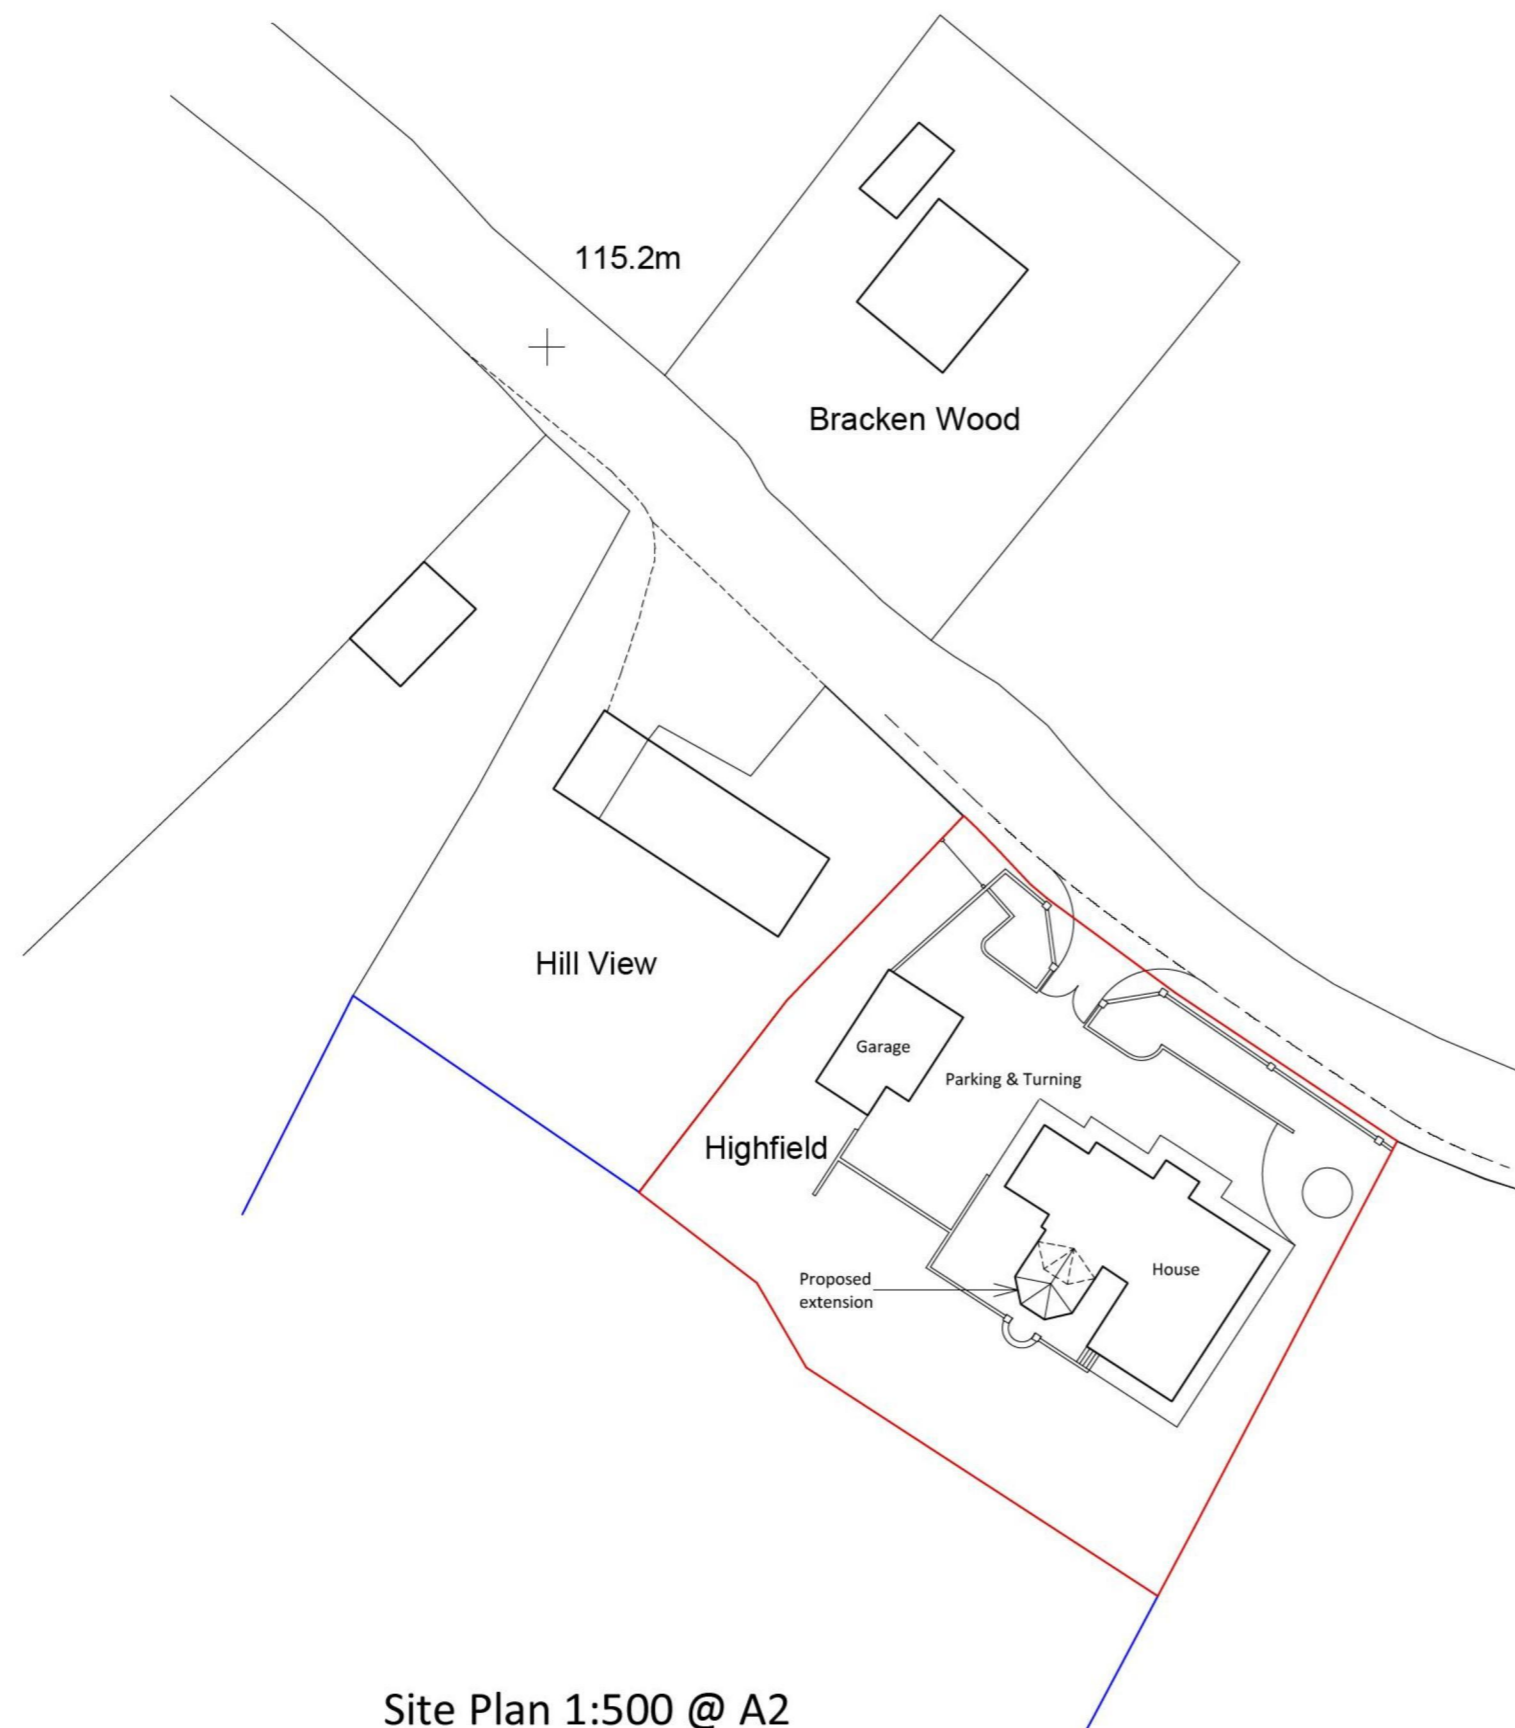 115.2m
Bracken Wood
Hill View
Garage
Parking & Turning
Highfield
House
Proposed
extension
Site Plan 1:500 @ A2